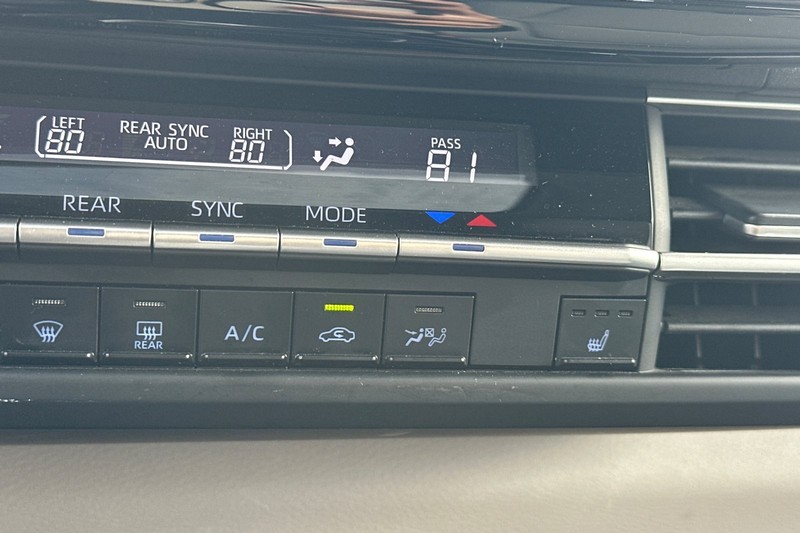 LEFT
80
REAR SYNC
AUTO
RIGHT
80
PASS
81
REAR
SYNC
MODE
REAR
A/C